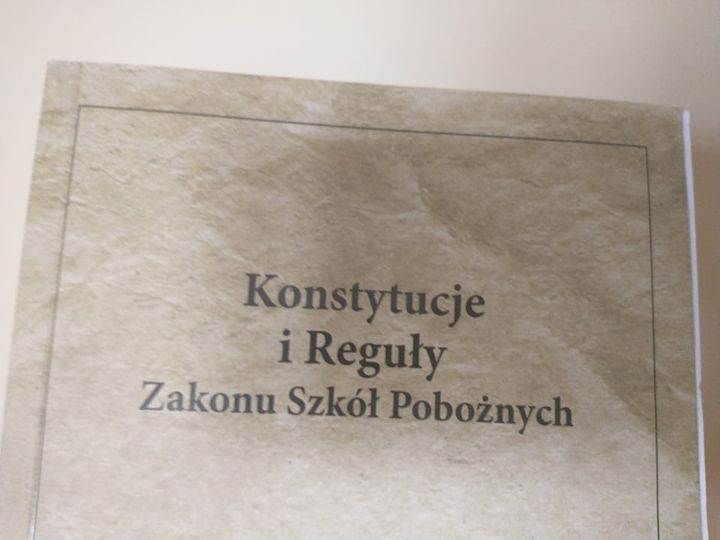 Konstytucje
i Reguły
Zakonu Szkół Pobożnych